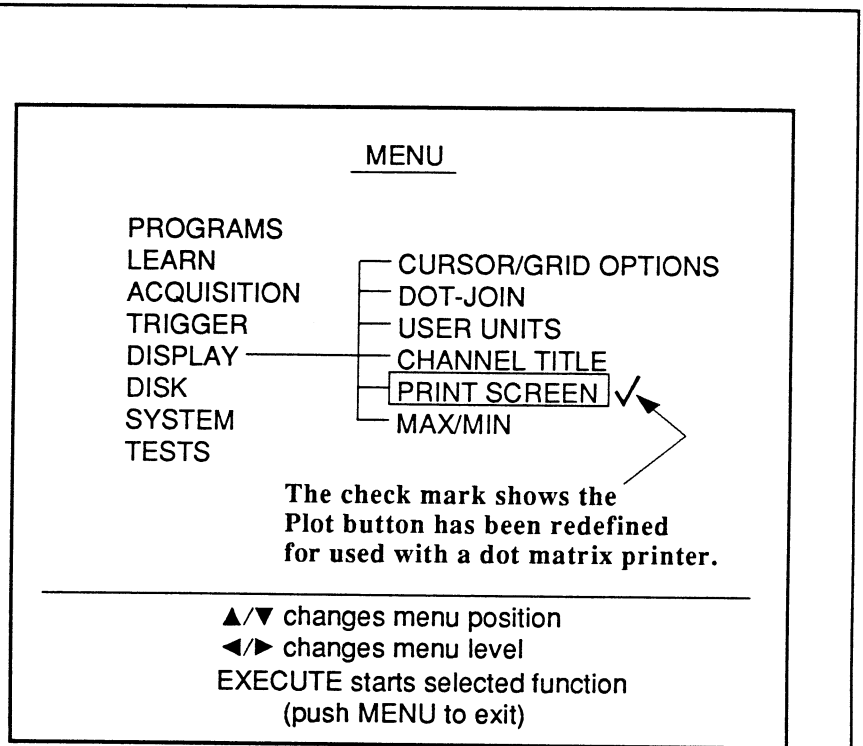 MENU
PROGRAMS
LEARN
ACQUISITION
TRIGGER
DISPLAY
DISK
SYSTEM
TESTS
CURSOR/GRID OPTIONS
DOT-JOIN
USER UNITS
CHANNEL TITLE
PRINT SCREEN ✓
MAX/MIN
The check mark shows the
Plot button has been redefined
for used with a dot matrix printer.
▲/▼ changes menu position
◄/► changes menu level
EXECUTE starts selected function
(push MENU to exit)